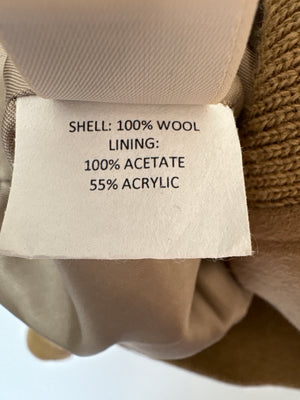 SHELL: 100% WOOL
LINING:
100% ACETATE
55% ACRYLIC